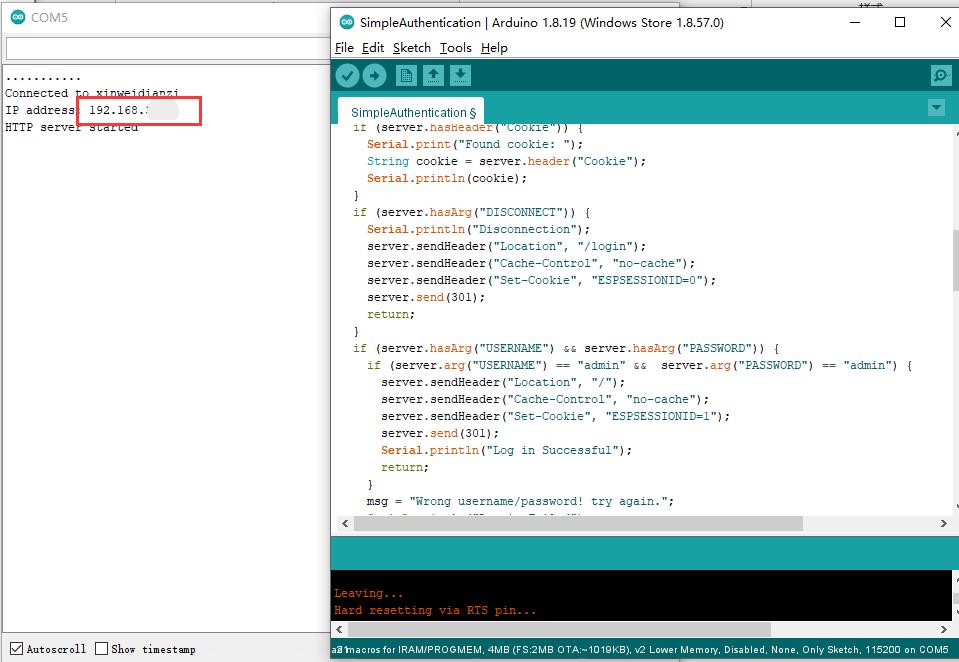 COM5
...........
Connected to xinweidianzi
IP address: 192.168.
HTTP server started
Autoscroll
Show timestamp
SimpleAuthentication | Arduino 1.8.19 (Windows Store 1.8.57.0)
File Edit Sketch Tools Help
SimpleAuthentication §
if (server.hasHeader("Cookie")) {
Serial.print("Found cookie: ");
String cookie = server.header("Cookie");
Serial.println(cookie);
}
if (server.hasArg("DISCONNECT")) {
Serial.println("Disconnection");
server.sendHeader("Location", "/login");
server.sendHeader("Cache-Control", "no-cache");
server.sendHeader("Set-Cookie", "ESPSESSIONID=0");
server.send(301);
return;
}
if (server.hasArg("USERNAME") && server.hasArg("PASSWORD")) {
if (server.arg("USERNAME") == "admin" &&  server.arg("PASSWORD") == "admin") {
server.sendHeader("Location", "/");
server.sendHeader("Cache-Control", "no-cache");
server.sendHeader("Set-Cookie", "ESPSESSIONID=1");
server.send(301);
Serial.println("Log in Successful");
return;
}
msg = "Wrong username/password! try again.";
Leaving...
Hard resetting via RTS pin...
macros for IRAM/PROGMEM, 4MB (FS:2MB OTA:~1019KB), v2 Lower Memory, Disabled, None, Only Sketch, 115200 on COM5